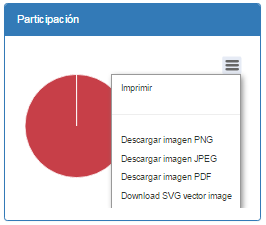 Participación
Imprimir
Descargar imagen PNG
Descargar imagen JPEG
Descargar imagen PDF
Download SVG vector image